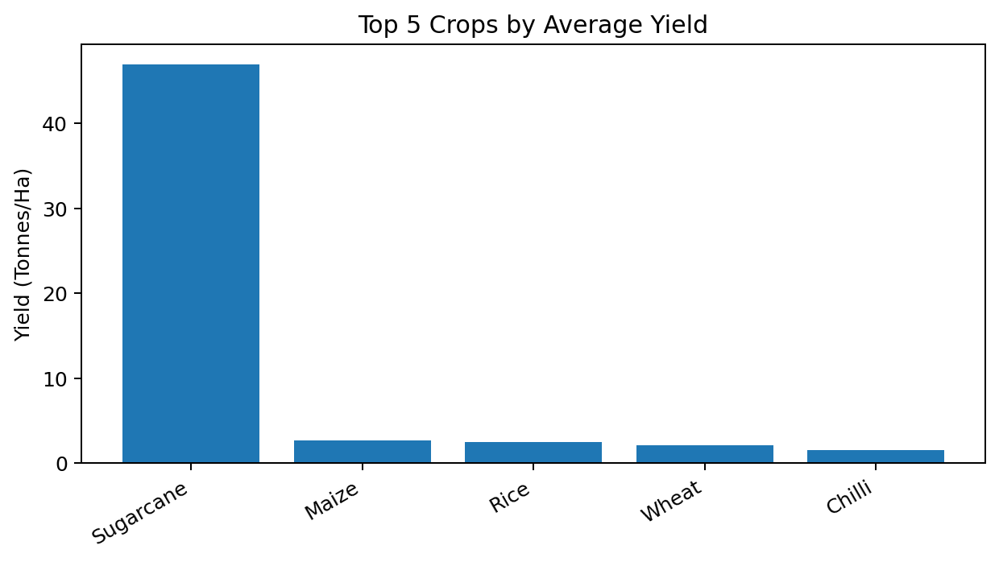 Top 5 Crops by Average Yield
Yield (Tonnes/Ha)
40
30
20
10
0
Sugarcane
Maize
Rice
Wheat
Chilli